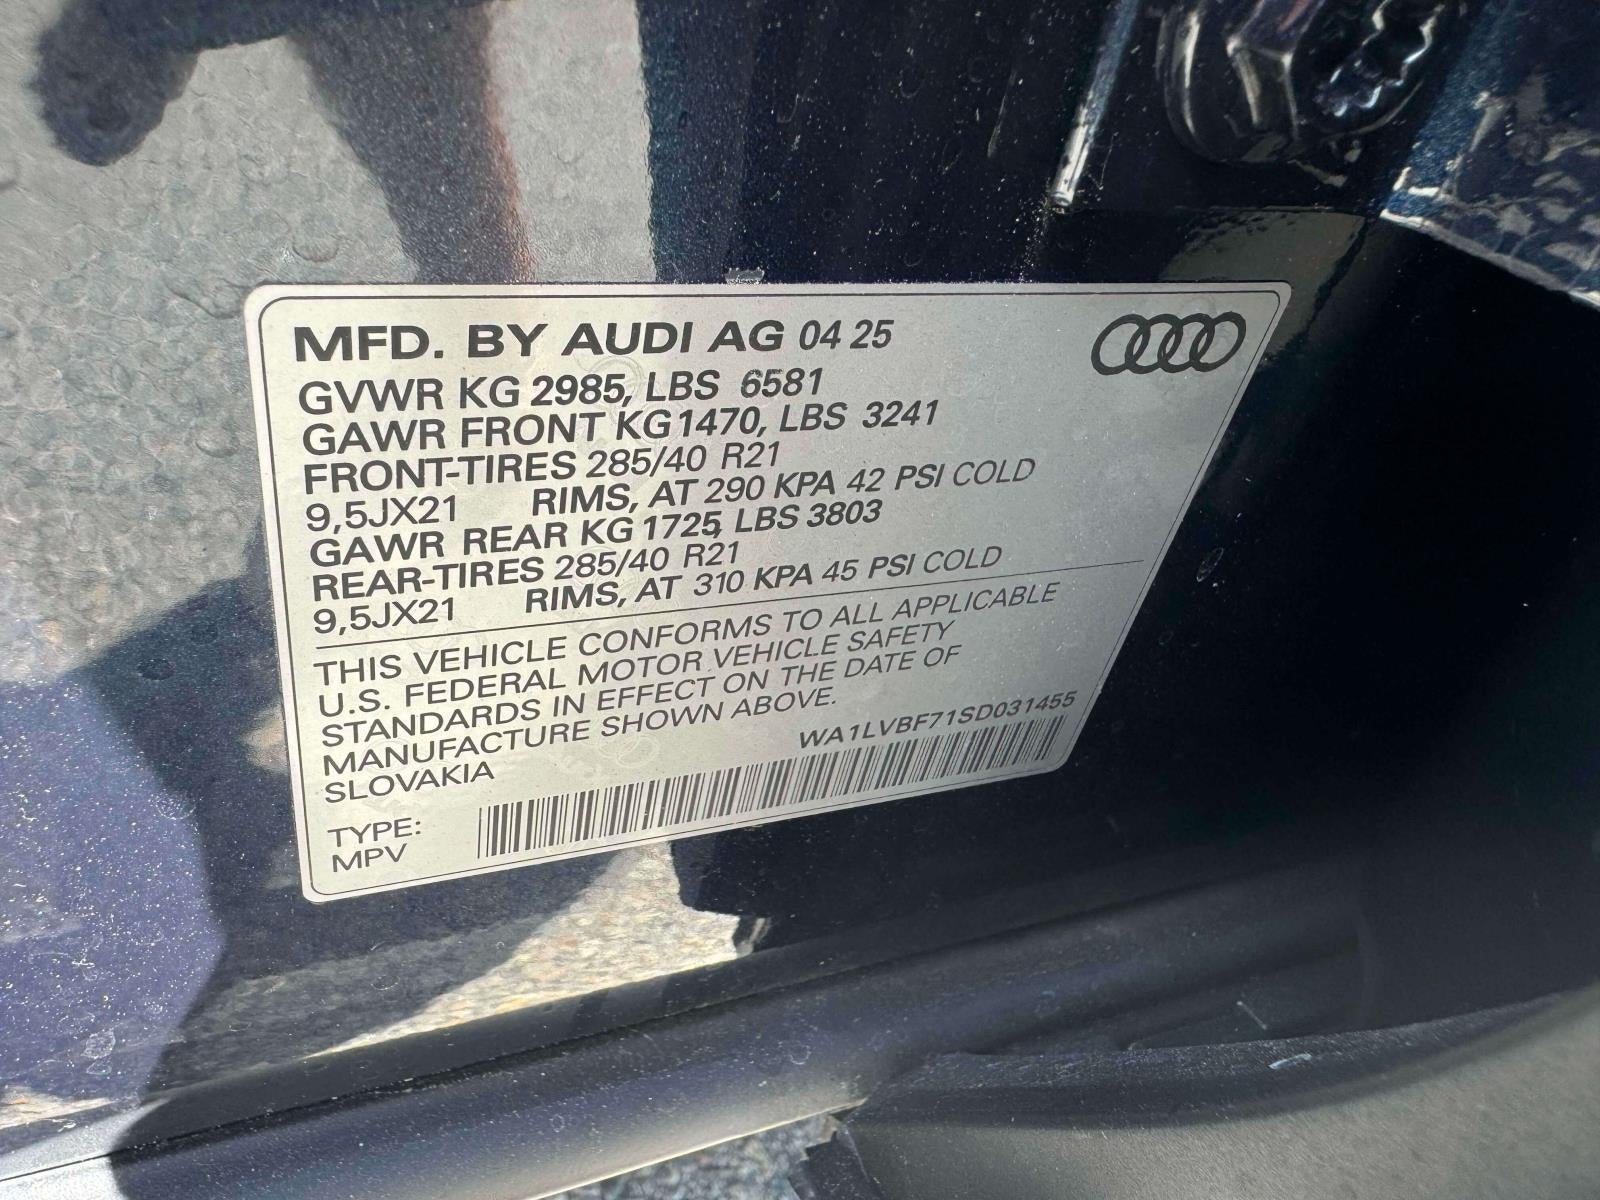 MFD. BY AUDI AG 04 25
GVWR KG 2985, LBS 6581
GAWR FRONT KG 1470, LBS 3241
FRONT-TIRES 285/40 R21
9,5JX21 RIMS, AT 290 KPA 42 PSI COLD
GAWR REAR KG 1725, LBS 3803
REAR-TIRES 285/40 R21
9,5JX21 RIMS, AT 310 KPA 45 PSI COLD
THIS VEHICLE CONFORMS TO ALL APPLICABLE
U.S. FEDERAL MOTOR VEHICLE SAFETY
STANDARDS IN EFFECT ON THE DATE OF
MANUFACTURE SHOWN ABOVE.
SLOVAKIA
WA1LVBF71SD031455
TYPE:
MPV